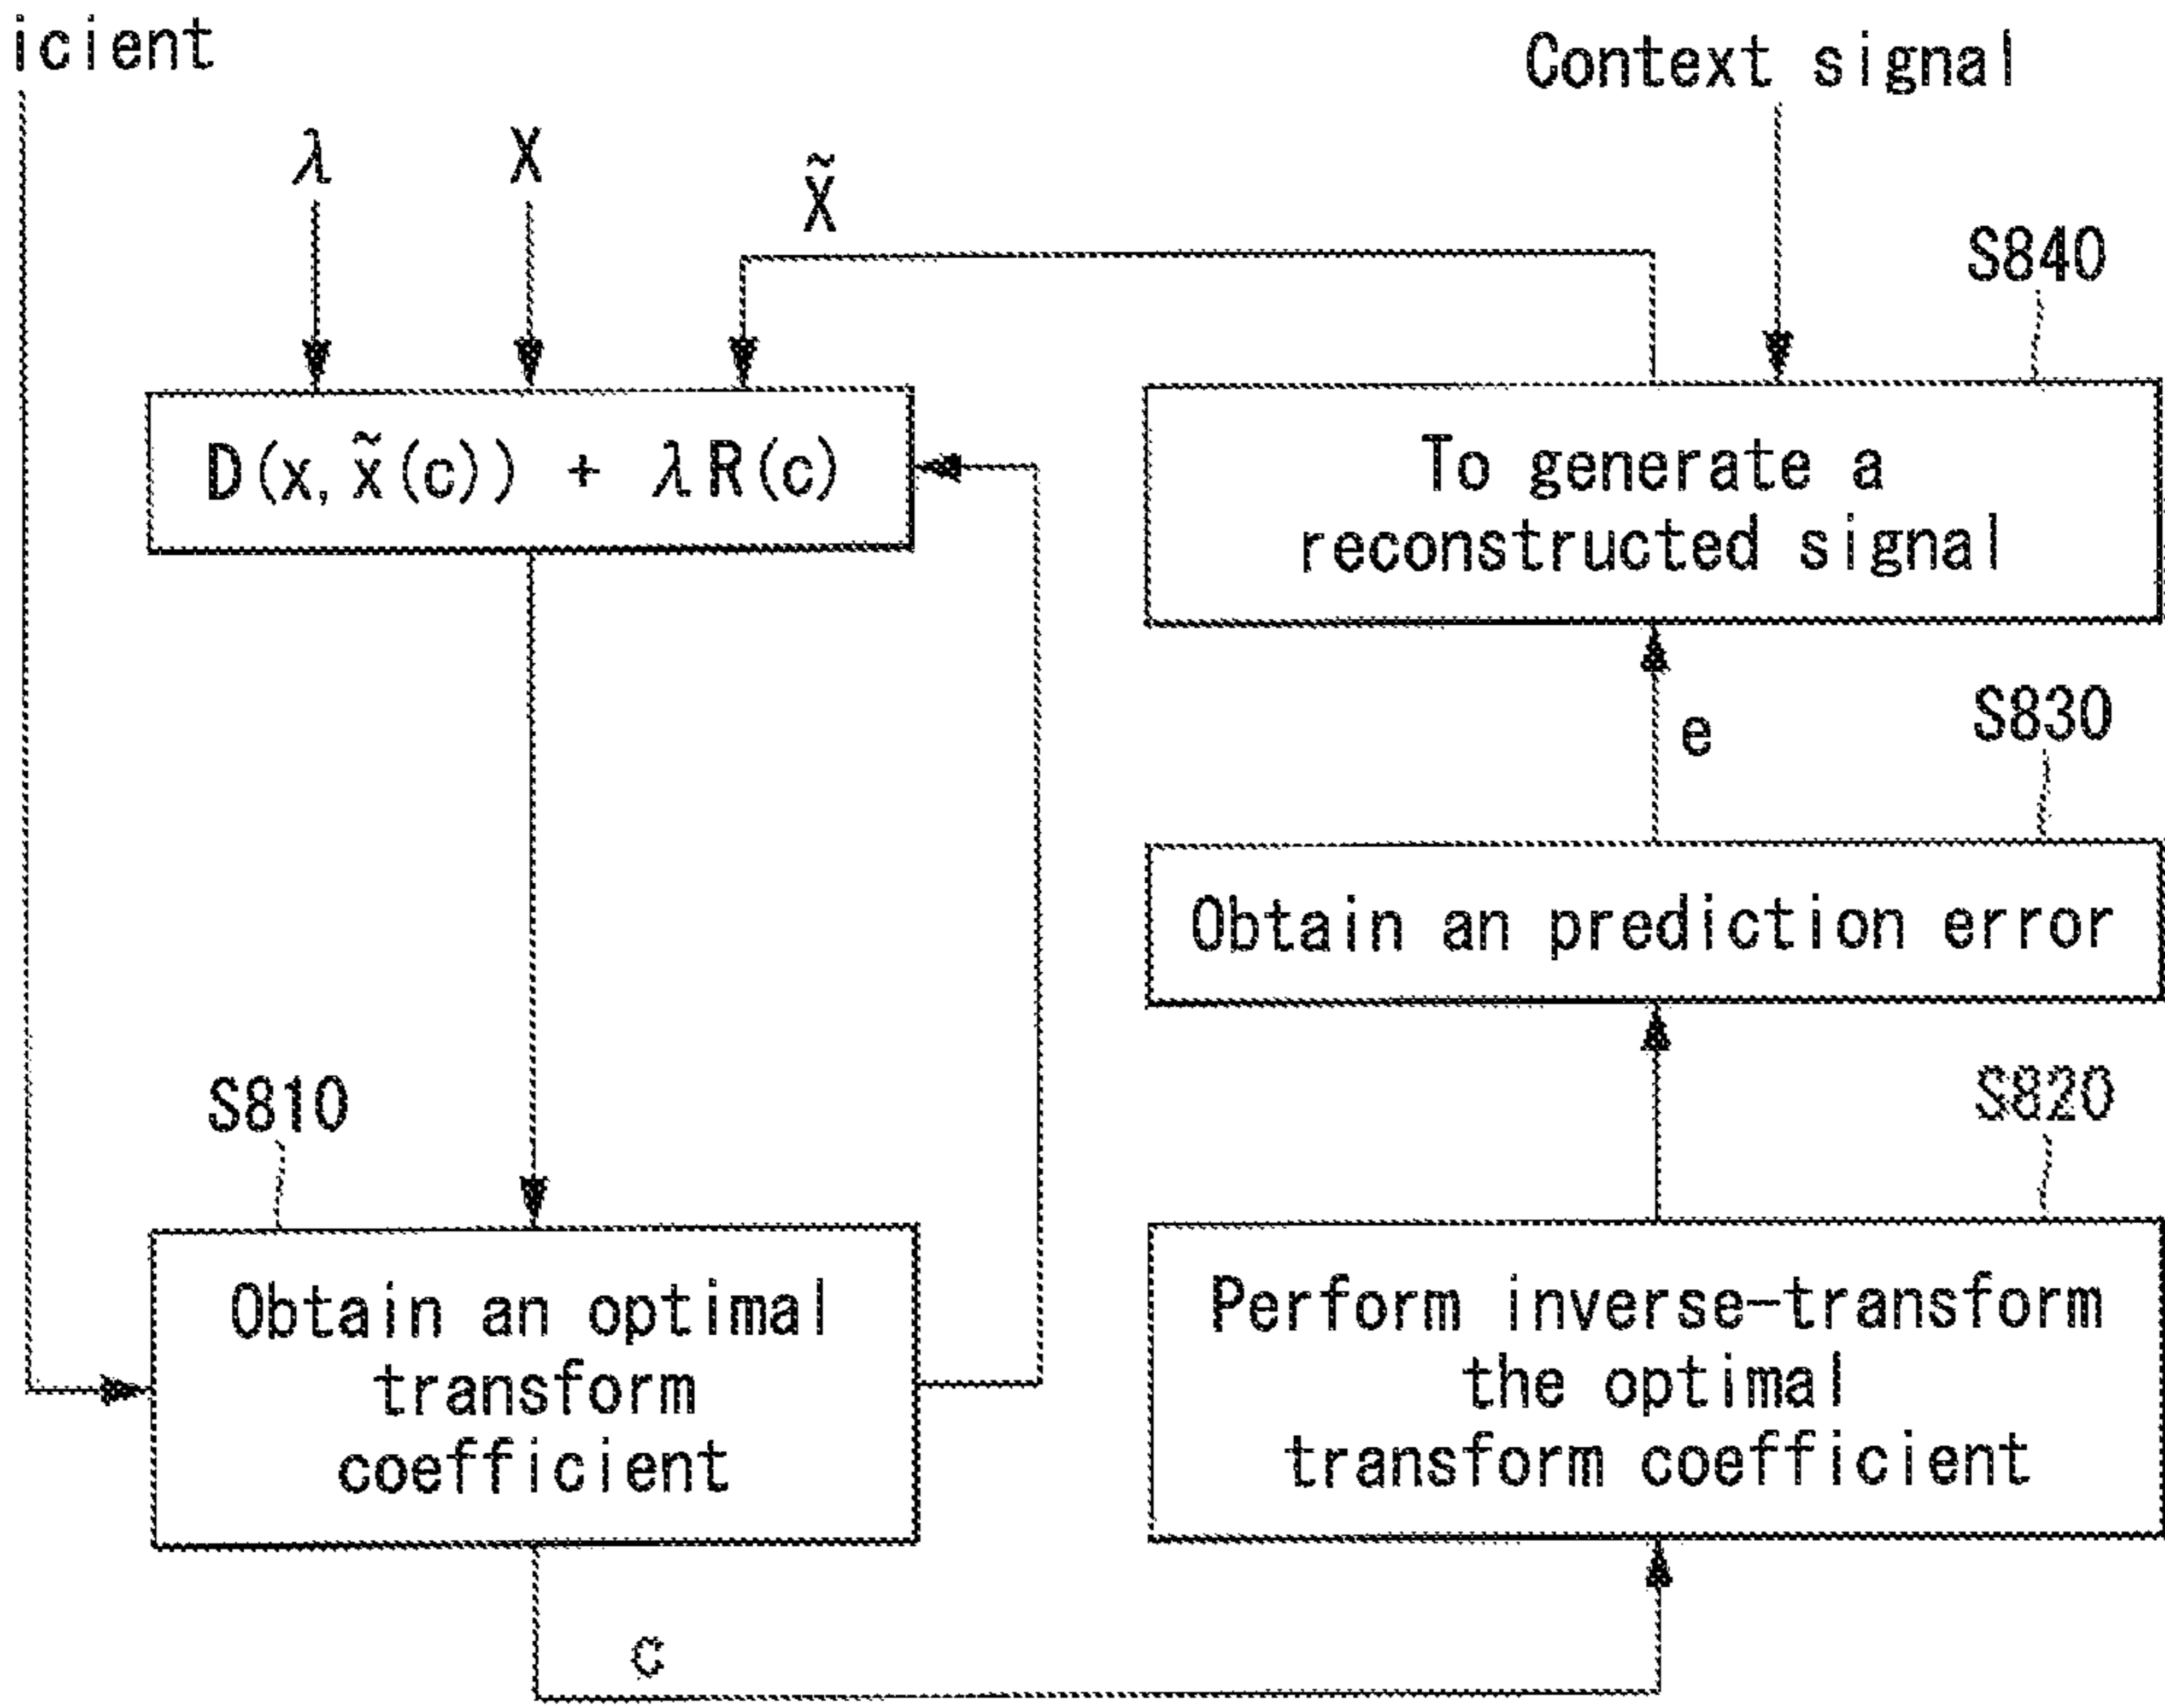 icient
Context signal
λ
X
X̃
S840
D(x, x̃(c)) + λR(c)
To generate a
reconstructed signal
e
S830
Obtain an prediction error
S810
S820
Obtain an optimal
transform
coefficient
Perform inverse-transform
the optimal
transform coefficient
c